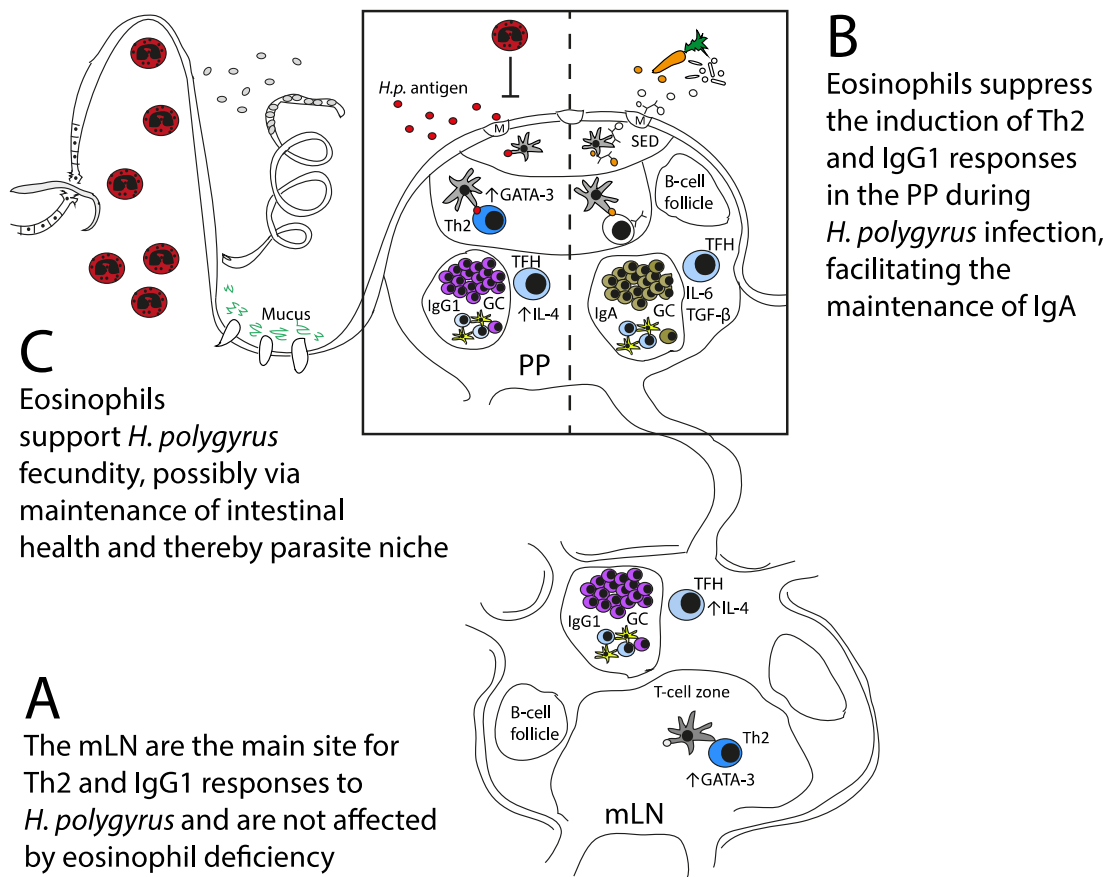 B
Eosinophils suppress
the induction of Th2
and IgG1 responses
in the PP during
H. polygyrus infection,
facilitating the
maintenance of IgA
H.p. antigen
M
M
SED
↑GATA-3
Th2
B-cell
follicle
TFH
IgG1
GC
↑IL-4
TFH
IL-6
TGF-β
IgA
GC
PP
Mucus
C
Eosinophils
support H. polygyrus
fecundity, possibly via
maintenance of intestinal
health and thereby parasite niche
TFH
↑IL-4
IgG1
GC
T-cell zone
B-cell
follicle
Th2
↑GATA-3
mLN
A
The mLN are the main site for
Th2 and IgG1 responses to
H. polygyrus and are not affected
by eosinophil deficiency